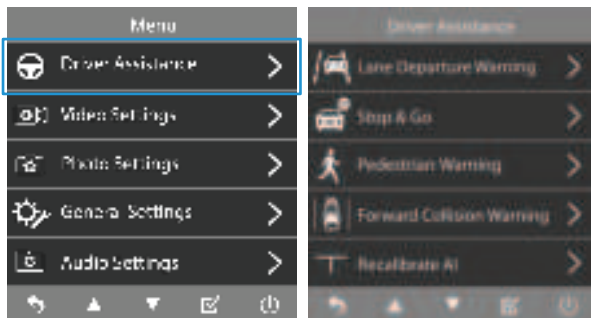 Menu
Driver Assistance
Video Settings
Photo Settings
General Settings
Audio Settings
Driver Assistance
Lane Departure Warning
Stop & Go
Pedestrian Warning
Forward Collision Warning
Recalibrate AI